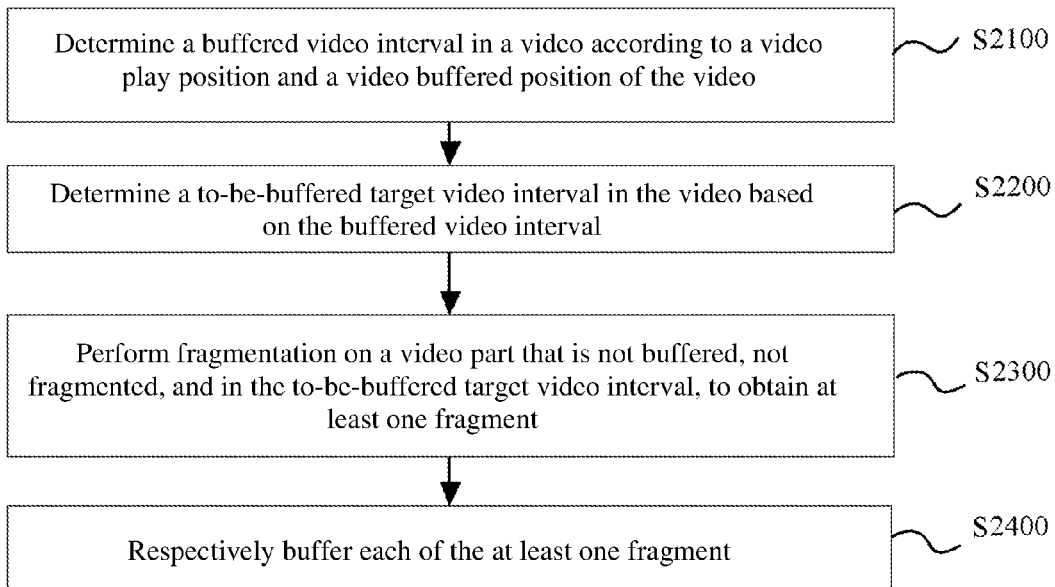 Determine a buffered video interval in a video according to a video
play position and a video buffered position of the video
S2100
Determine a to-be-buffered target video interval in the video based
on the buffered video interval
S2200
Perform fragmentation on a video part that is not buffered, not
fragmented, and in the to-be-buffered target video interval, to obtain at
least one fragment
S2300
Respectively buffer each of the at least one fragment
S2400